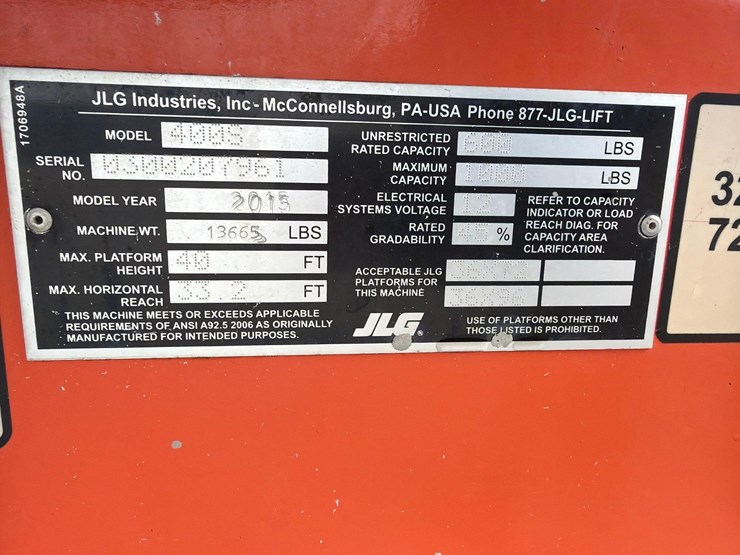 1706948A
JLG Industries, Inc - McConnellsburg, PA-USA Phone 877-JLG-LIFT
MODEL 400S
SERIAL NO. 0300207961
MODEL YEAR 2015
MACHINE WT. 13665 LBS
MAX. PLATFORM HEIGHT 40 FT
MAX. HORIZONTAL REACH 33.2 FT
THIS MACHINE MEETS OR EXCEEDS APPLICABLE
REQUIREMENTS OF ANSI A92.5 2006 AS ORIGINALLY
MANUFACTURED FOR INTENDED PURPOSES.
UNRESTRICTED RATED CAPACITY 600 LBS
MAXIMUM CAPACITY 1000 LBS
ELECTRICAL SYSTEMS VOLTAGE 12
RATED GRADABILITY 45 %
REFER TO CAPACITY
INDICATOR OR LOAD
REACH DIAG. FOR
CAPACITY AREA
CLARIFICATION.
ACCEPTABLE JLG
PLATFORMS FOR
THIS MACHINE
JLG®
USE OF PLATFORMS OTHER THAN
THOSE LISTED IS PROHIBITED.
32
72